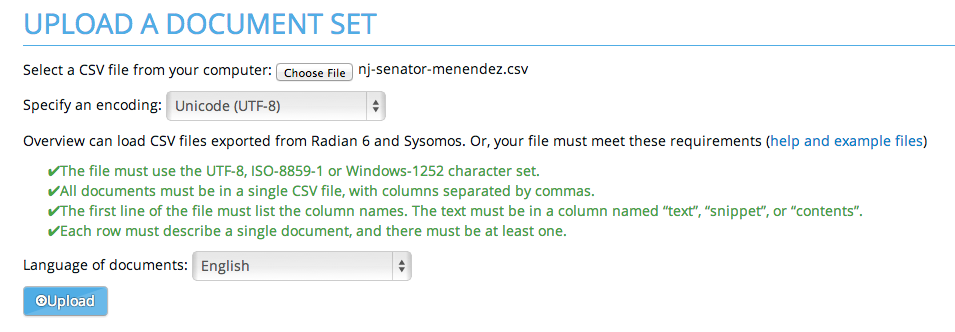 UPLOAD A DOCUMENT SET
Select a CSV file from your computer: Choose File nj-senator-menendez.csv
Specify an encoding: Unicode (UTF-8)
Overview can load CSV files exported from Radian 6 and Sysomos. Or, your file must meet these requirements (help and example files)
✔The file must use the UTF-8, ISO-8859-1 or Windows-1252 character set.
✔All documents must be in a single CSV file, with columns separated by commas.
✔The first line of the file must list the column names. The text must be in a column named “text”, “snippet”, or “contents”.
✔Each row must describe a single document, and there must be at least one.
Language of documents: English
Upload